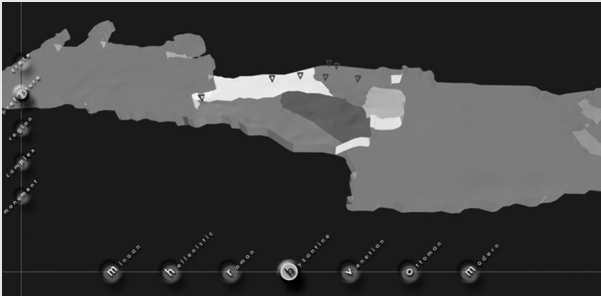 region
complex
monument
minoan
hellenistic
roman
byzantine
venetian
ottoman
modern